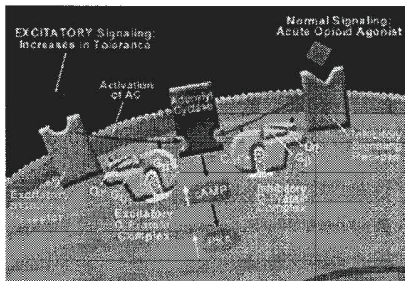 EXCITATORY Signaling:
Increases in Tolerance
Normal Signaling:
Acute Opioid Agonist
Activation
of AC
Adenylyl
Cyclase
Inhibitory
Signaling
Receptor
Excitatory
cAMP
Excitatory
G Protein
Complex
Inhibitory
G Protein
Complex